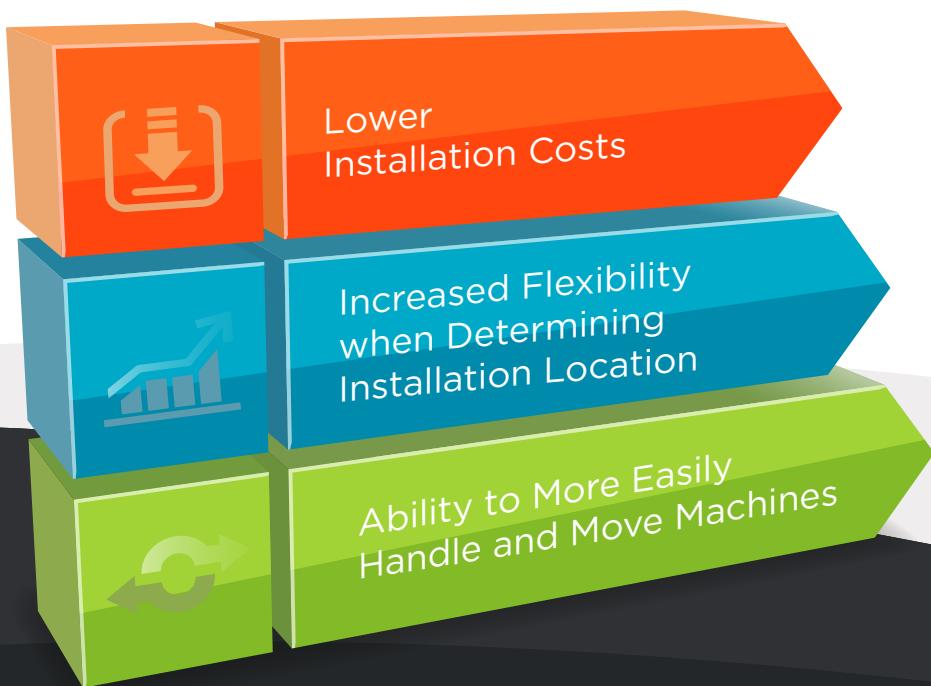 Lower
Installation Costs
Increased Flexibility
when Determining
Installation Location
Ability to More Easily
Handle and Move Machines